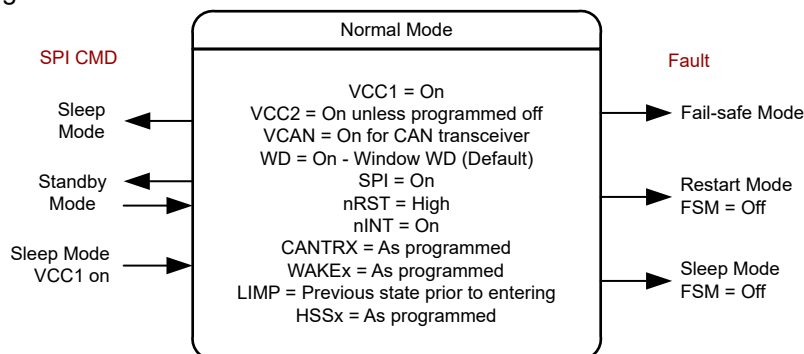 Normal Mode
SPI CMD
Sleep
Mode
Standby
Mode
Sleep Mode
VCC1 on
VCC1 = On
VCC2 = On unless programmed off
VCAN = On for CAN transceiver
WD = On - Window WD (Default)
SPI = On
nRST = High
nINT = On
CANTRX = As programmed
WAKEx = As programmed
LIMP = Previous state prior to entering
HSSx = As programmed
Fault
Fail-safe Mode
Restart Mode
FSM = Off
Sleep Mode
FSM = Off